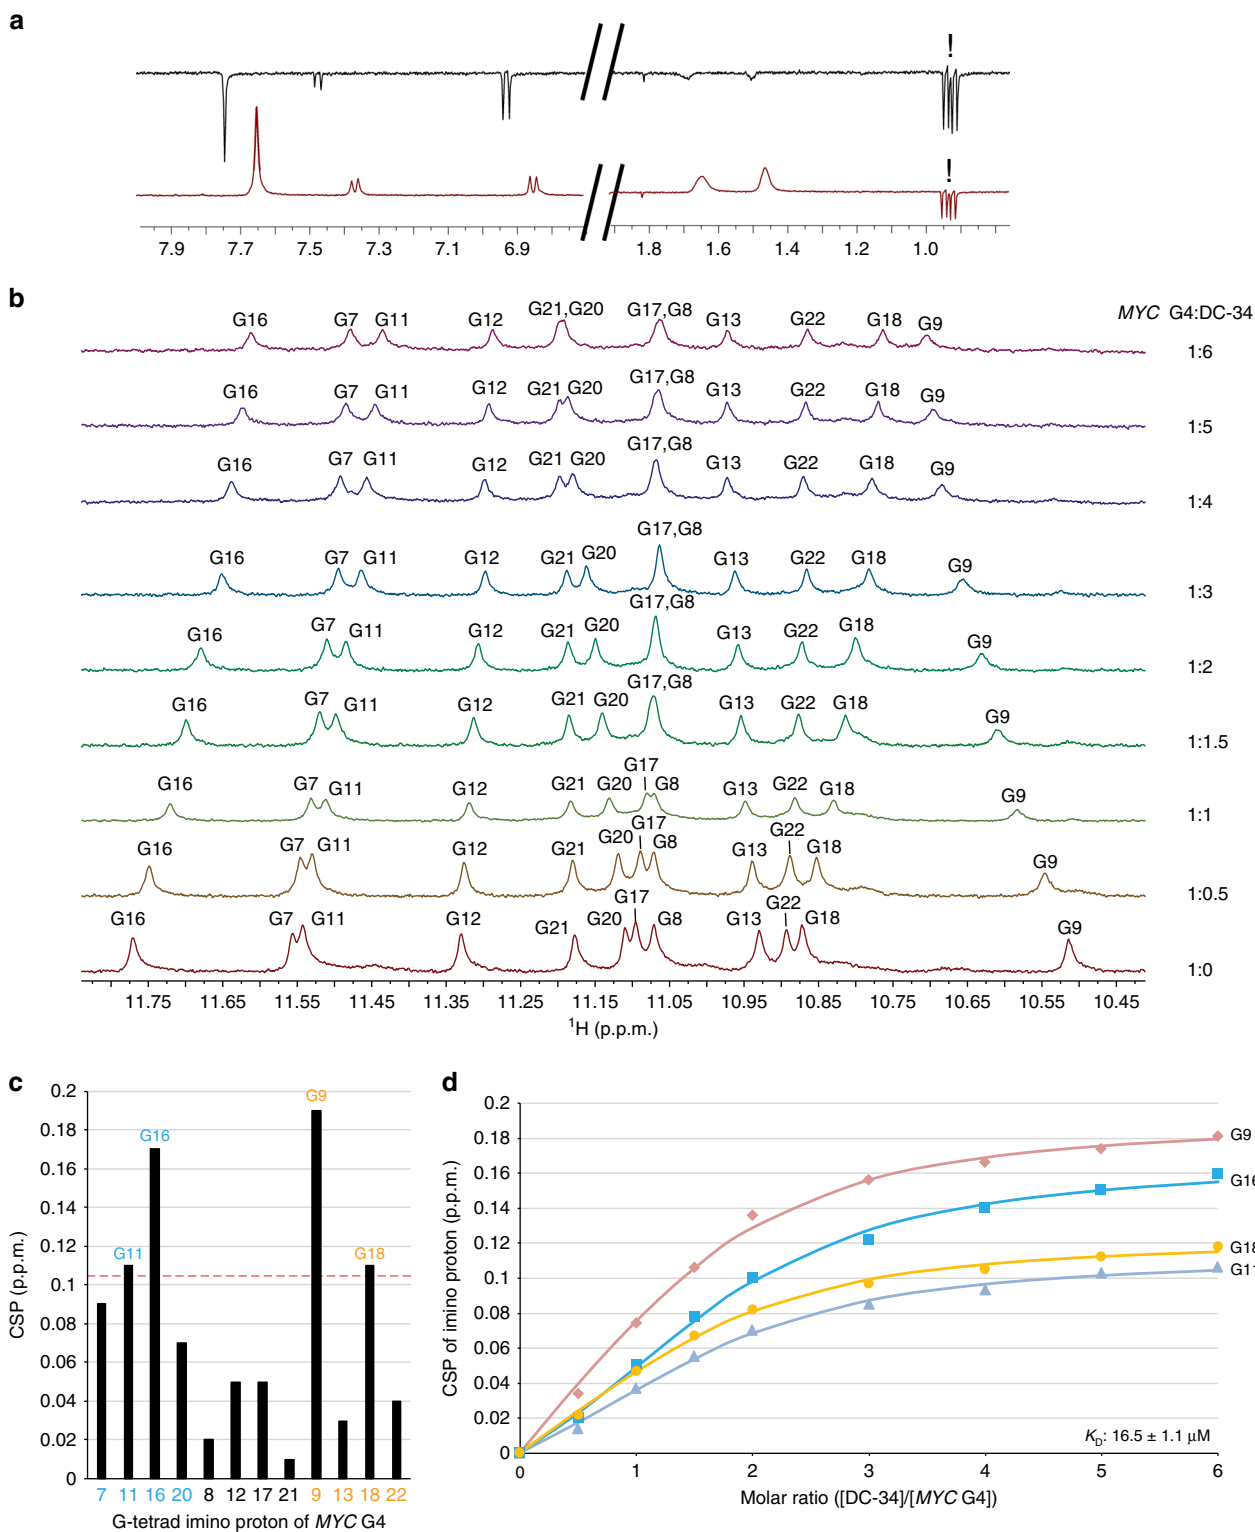 a
! 
!
7.9 7.7 7.5 7.3 7.1 6.9 1.8 1.6 1.4 1.2 1.0
b
MYC G4:DC-34
G16 G7 G11 G12 G21,G20 G17,G8 G13 G22 G18 G9
1:6
G16 G7 G11 G12 G21 G20 G17,G8 G13 G22 G18 G9
1:5
G16 G7 G11 G12 G21 G20 G17,G8 G13 G22 G18 G9
1:4
G16 G7 G11 G12 G21 G20 G17,G8 G13 G22 G18 G9
1:3
G16 G7 G11 G12 G21 G20 G17,G8 G13 G22 G18 G9
1:2
G16 G7 G11 G12 G21 G20 G17,G8 G13 G22 G18 G9
1:1.5
G16 G7 G11 G12 G21 G20 G17 G8 G13 G22 G18 G9
1:1
G16 G7 G11 G12 G21 G20 G17 G8 G13 G22 G18 G9
1:0.5
G16 G7 G11 G12 G21 G20 G17 G8 G13 G22 G18 G9
1:0
11.75 11.65 11.55 11.45 11.35 11.25 11.15 11.05 10.95 10.85 10.75 10.65 10.55 10.45
¹H (p.p.m.)
c
CSP (p.p.m.)
0.2
0.18
0.16
0.14
0.12
0.1
0.08
0.06
0.04
0.02
0
G11
G16
G9
G18
7 11 16 20 8 12 17 21 9 13 18 22
G-tetrad imino proton of MYC G4
d
CSP of imino proton (p.p.m.)
0.2
0.18
0.16
0.14
0.12
0.1
0.08
0.06
0.04
0.02
0
G9
G16
G18
G11
KD: 16.5 ± 1.1 µM
0 1 2 3 4 5 6
Molar ratio ([DC-34]/[MYC G4])